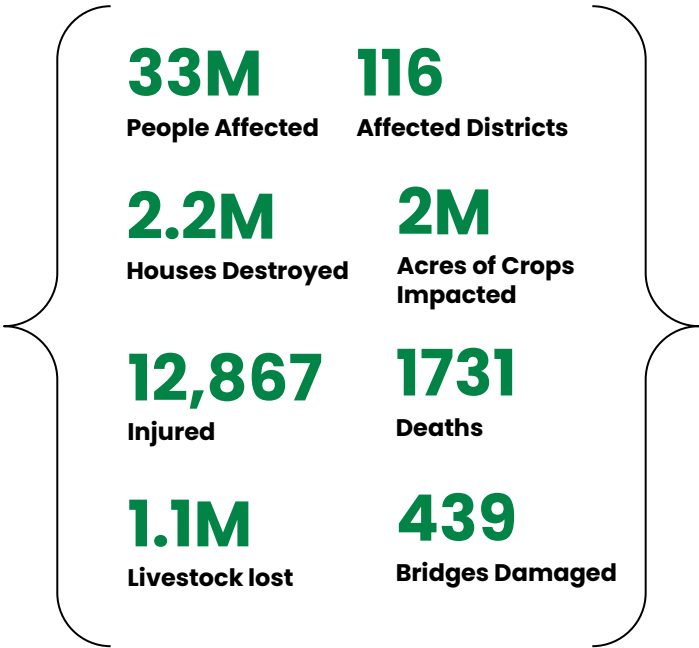 33M 116
People Affected Affected Districts
2.2M 2M
Houses Destroyed Acres of Crops
Impacted
12,867 1731
Injured Deaths
1.1M 439
Livestock lost Bridges Damaged